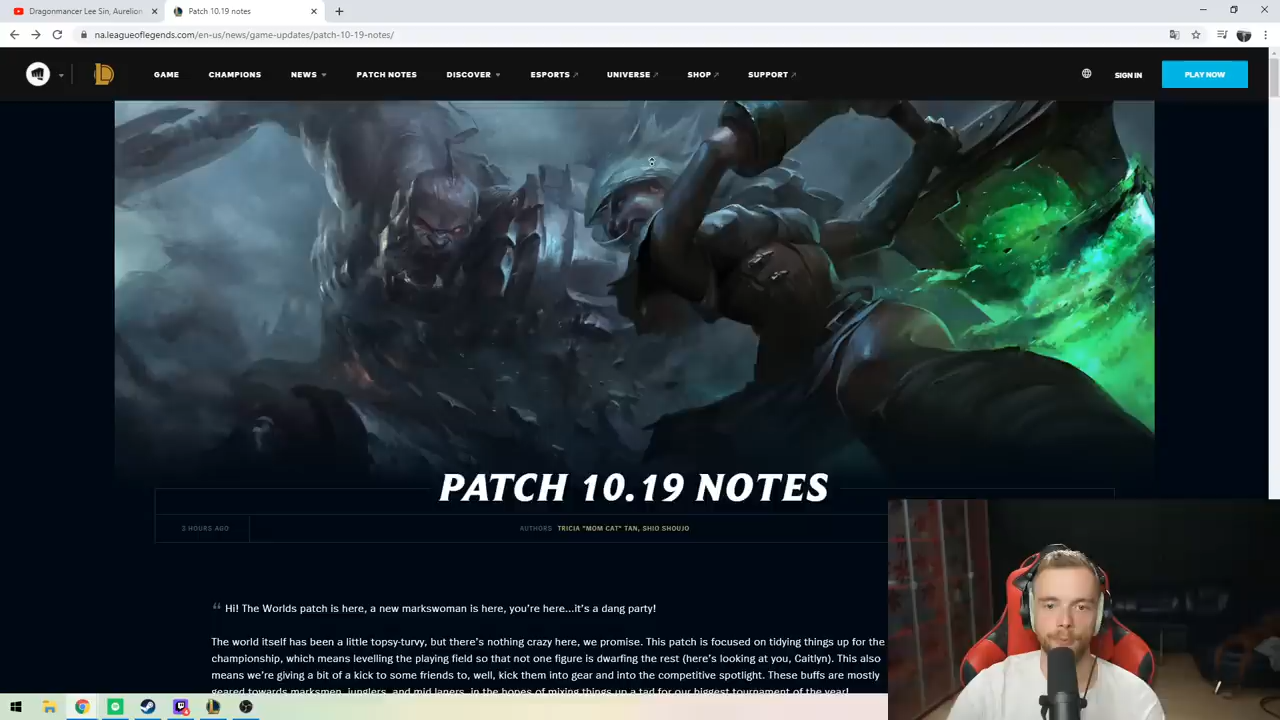 Dragonmancer Lee Sin, Aurelion
Patch 10.19 notes
na.leagueoflegends.com/en-us/news/game-updates/patch-10-19-notes/
GAME CHAMPIONS NEWS PATCH NOTES DISCOVER ESPORTS UNIVERSE SHOP SUPPORT SIGN IN PLAY NOW
PATCH 10.19 NOTES
AUTHORS TRICIA "MOM CAT" TAN, SHIO SHOUJO
“ Hi! The Worlds patch is here, a new markswoman is here, you’re here...it’s a dang party!
The world itself has been a little topsy-turvy, but there’s nothing crazy here, we promise. This patch is focused on tidying things up for the
championship, which means levelling the playing field so that not one figure is dwarfing the rest (here’s looking at you, Caitlyn). This also
means we’re giving a bit of a kick to some friends to, well, kick them into gear and into the competitive spotlight. These buffs are mostly
geared towards marksmen, junglers, and mid laners, in the hopes of mixing things up a tad for our biggest tournament of the year!